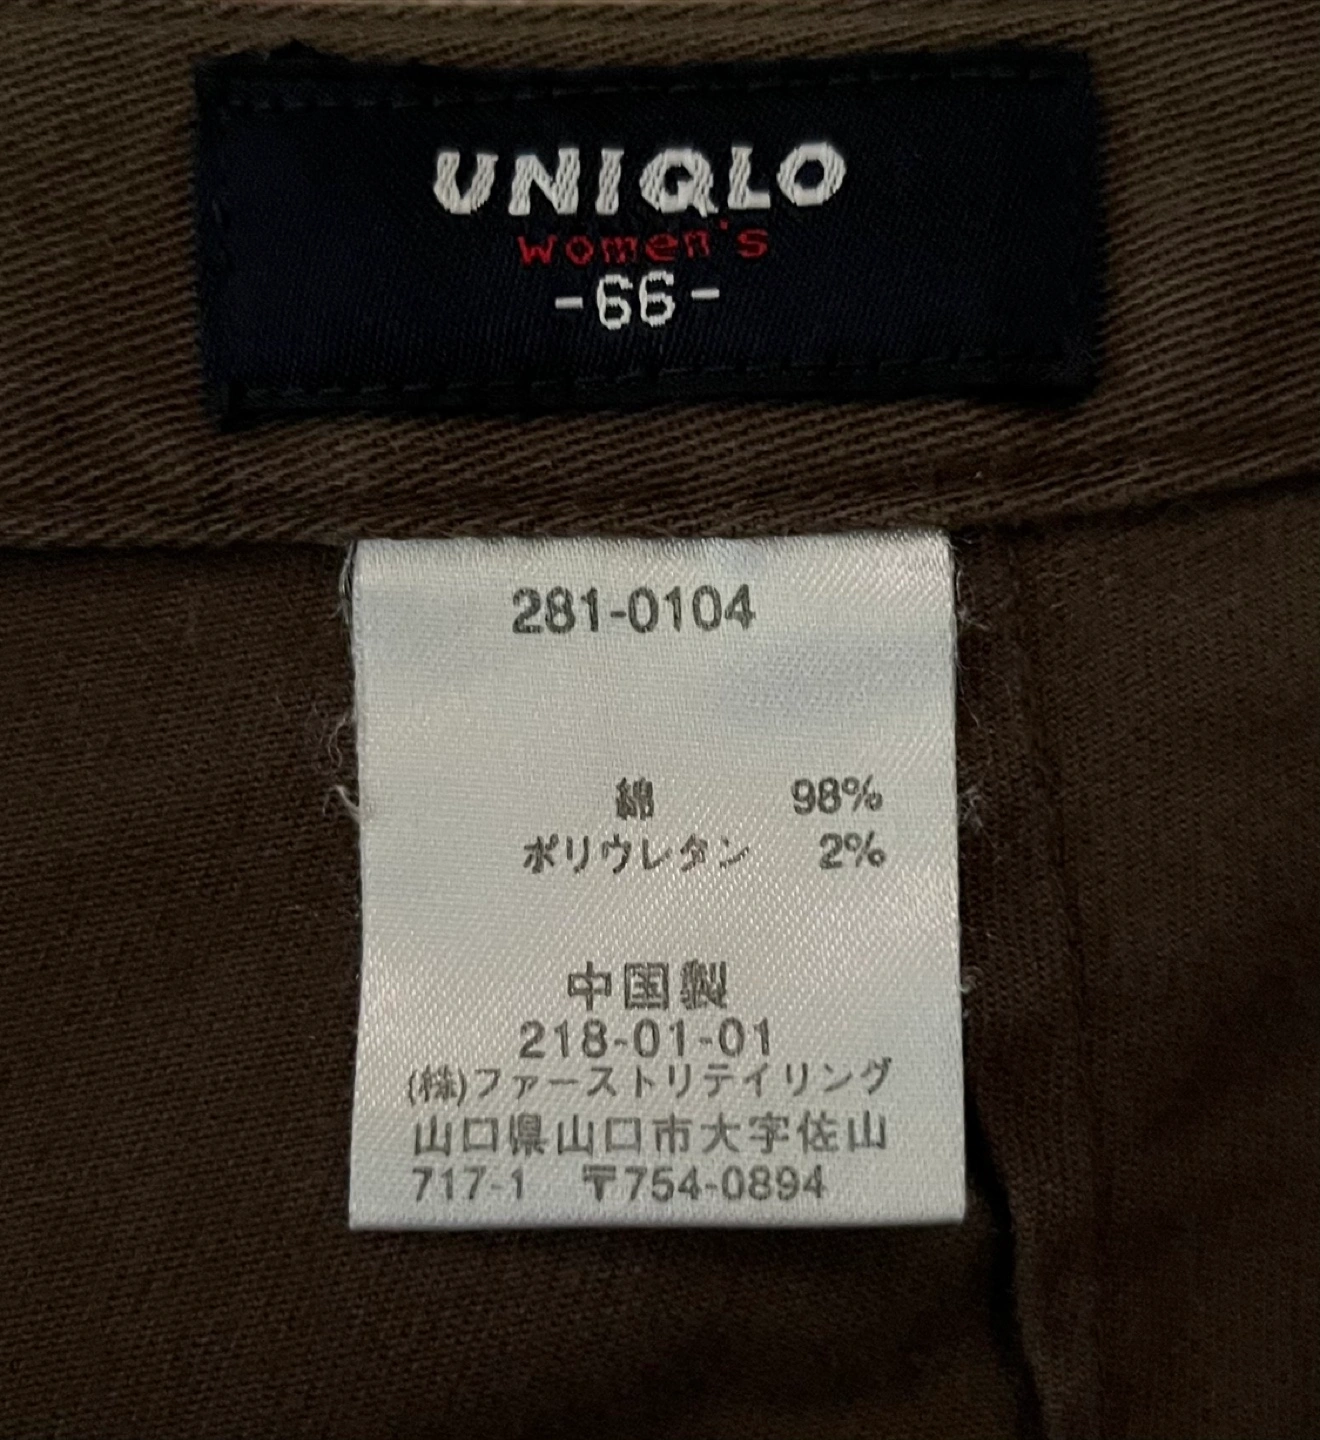 UNIQLO
women's
-66-
281-0104
綿 98%
ポリウレタン 2%
中国製
218-01-01
(株)ファーストリテイリング
山口県山口市大字佐山
717-1 〒754-0894